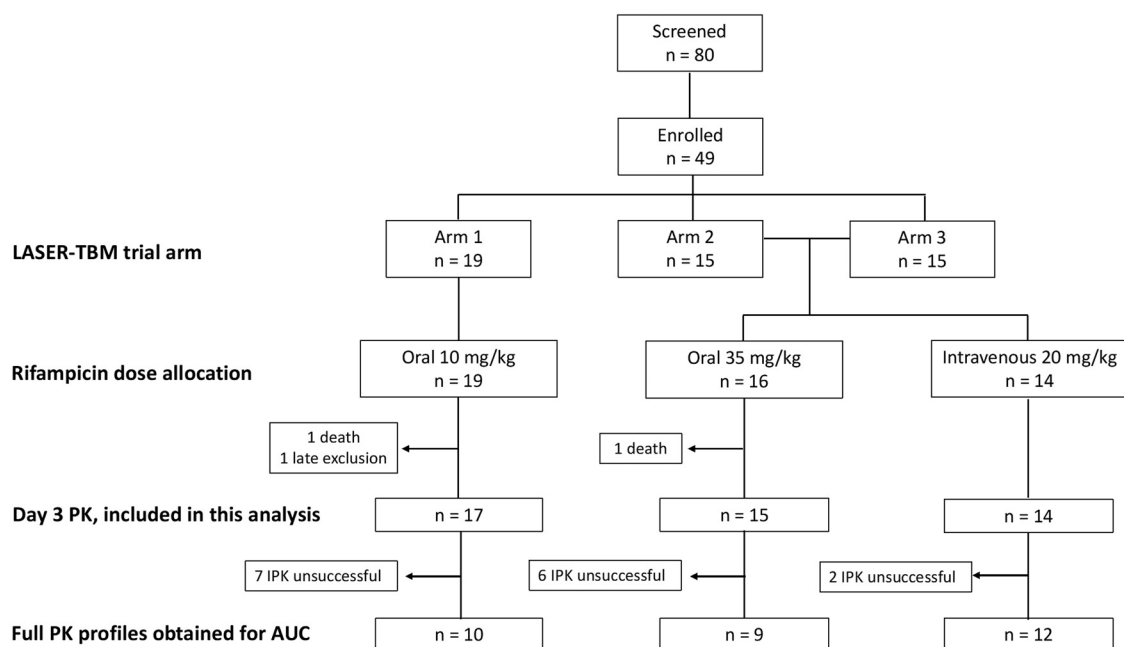 Screened
n = 80
Enrolled
n = 49
LASER-TBM trial arm
Arm 1
n = 19
Arm 2
n = 15
Arm 3
n = 15
Rifampicin dose allocation
Oral 10 mg/kg
n = 19
Oral 35 mg/kg
n = 16
Intravenous 20 mg/kg
n = 14
1 death
1 late exclusion
1 death
Day 3 PK, included in this analysis
n = 17
n = 15
n = 14
7 IPK unsuccessful
6 IPK unsuccessful
2 IPK unsuccessful
Full PK profiles obtained for AUC
n = 10
n = 9
n = 12